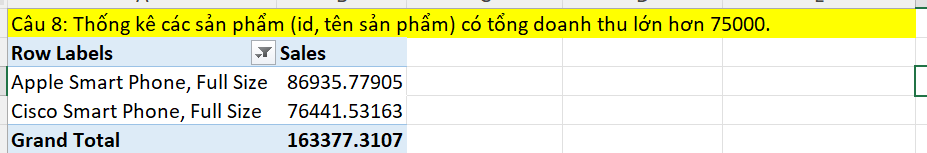 Câu 8: Thống kê các sản phẩm (id, tên sản phẩm) có tổng doanh thu lớn hơn 75000.
Row Labels Sales
Apple Smart Phone, Full Size 86935.77905
Cisco Smart Phone, Full Size 76441.53163
Grand Total 163377.3107